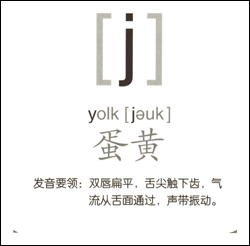 [j]
yolk [jəuk]
蛋黄
发音要领：双唇扁平，舌尖触下齿，气
流从舌面通过，声带振动。